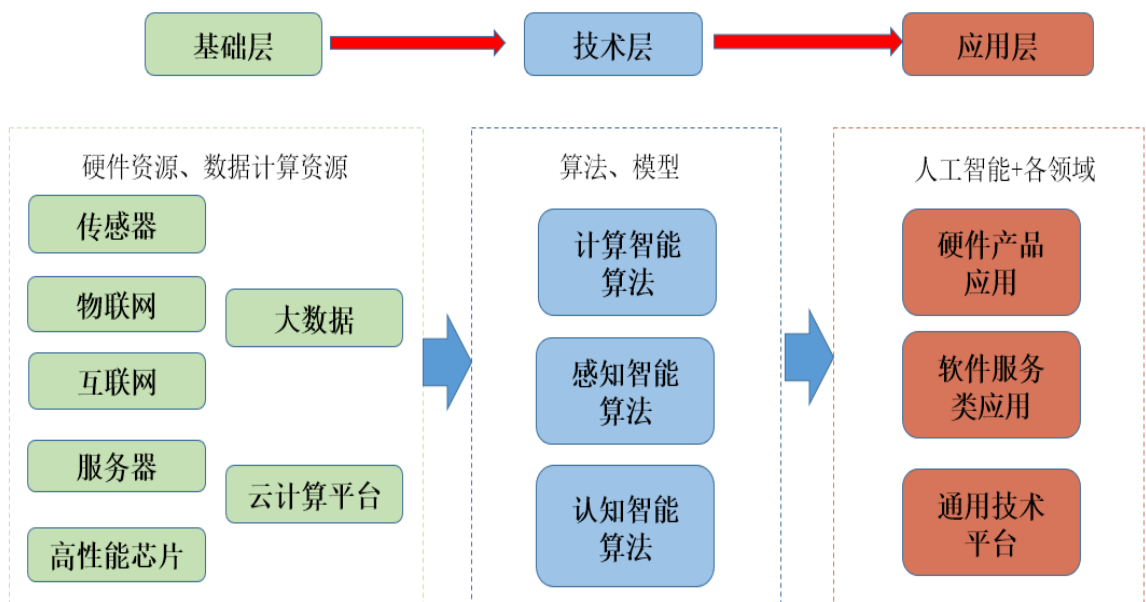 基础层
技术层
应用层
硬件资源、数据计算资源
传感器
物联网
互联网
服务器
高性能芯片
大数据
云计算平台
算法、模型
计算智能
算法
感知智能
算法
认知智能
算法
人工智能+各领域
硬件产品
应用
软件服务
类应用
通用技术
平台